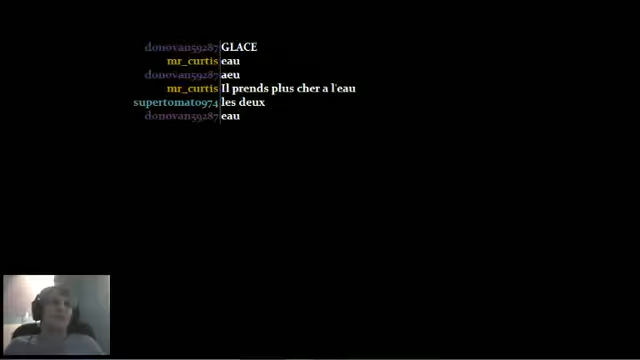 donovan59287 GLACE
mr_curtis eau
donovan59287 aeu
mr_curtis Il prends plus cher a l'eau
supertomato974 les deux
donovan59287 eau